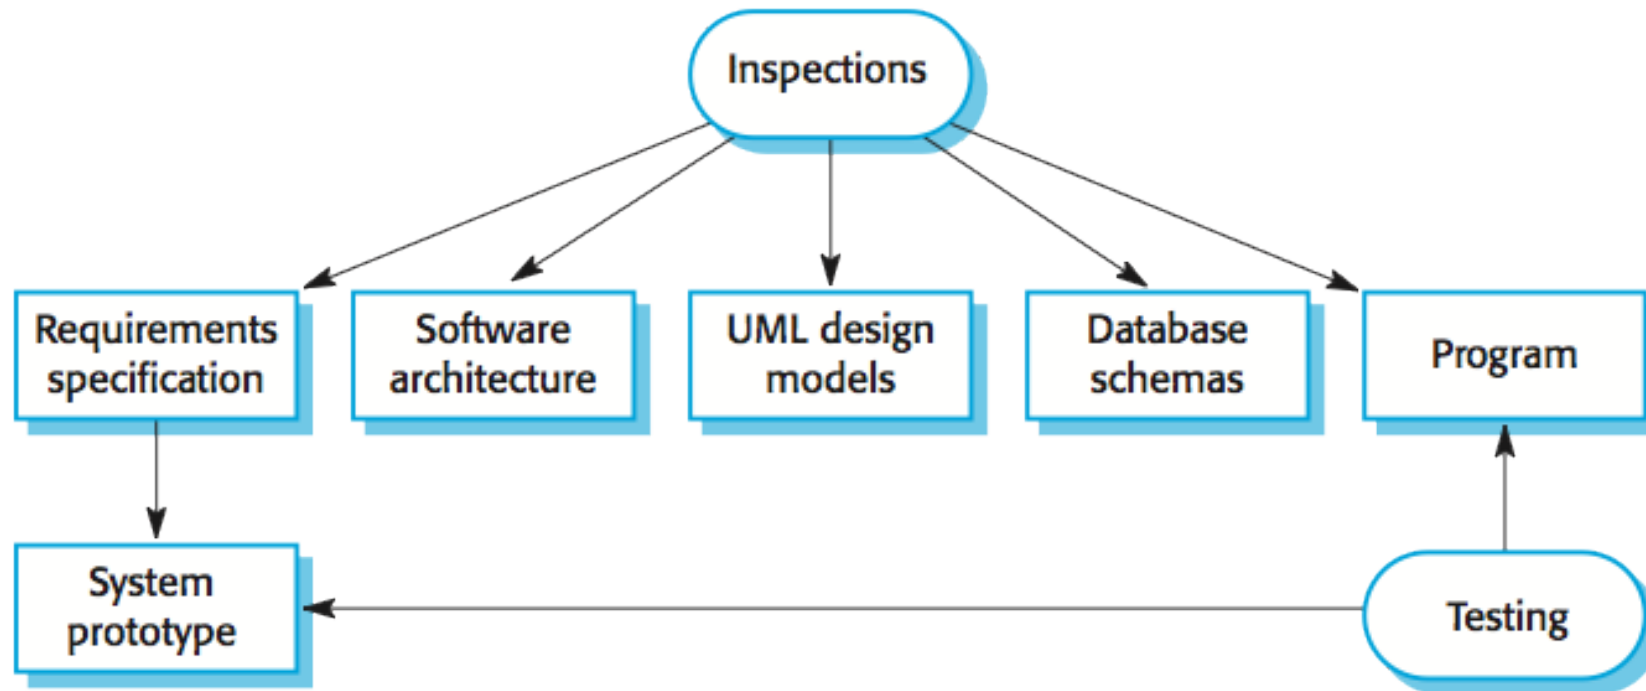 Inspections
Requirements
specification
Software
architecture
UML design
models
Database
schemas
Program
System
prototype
Testing